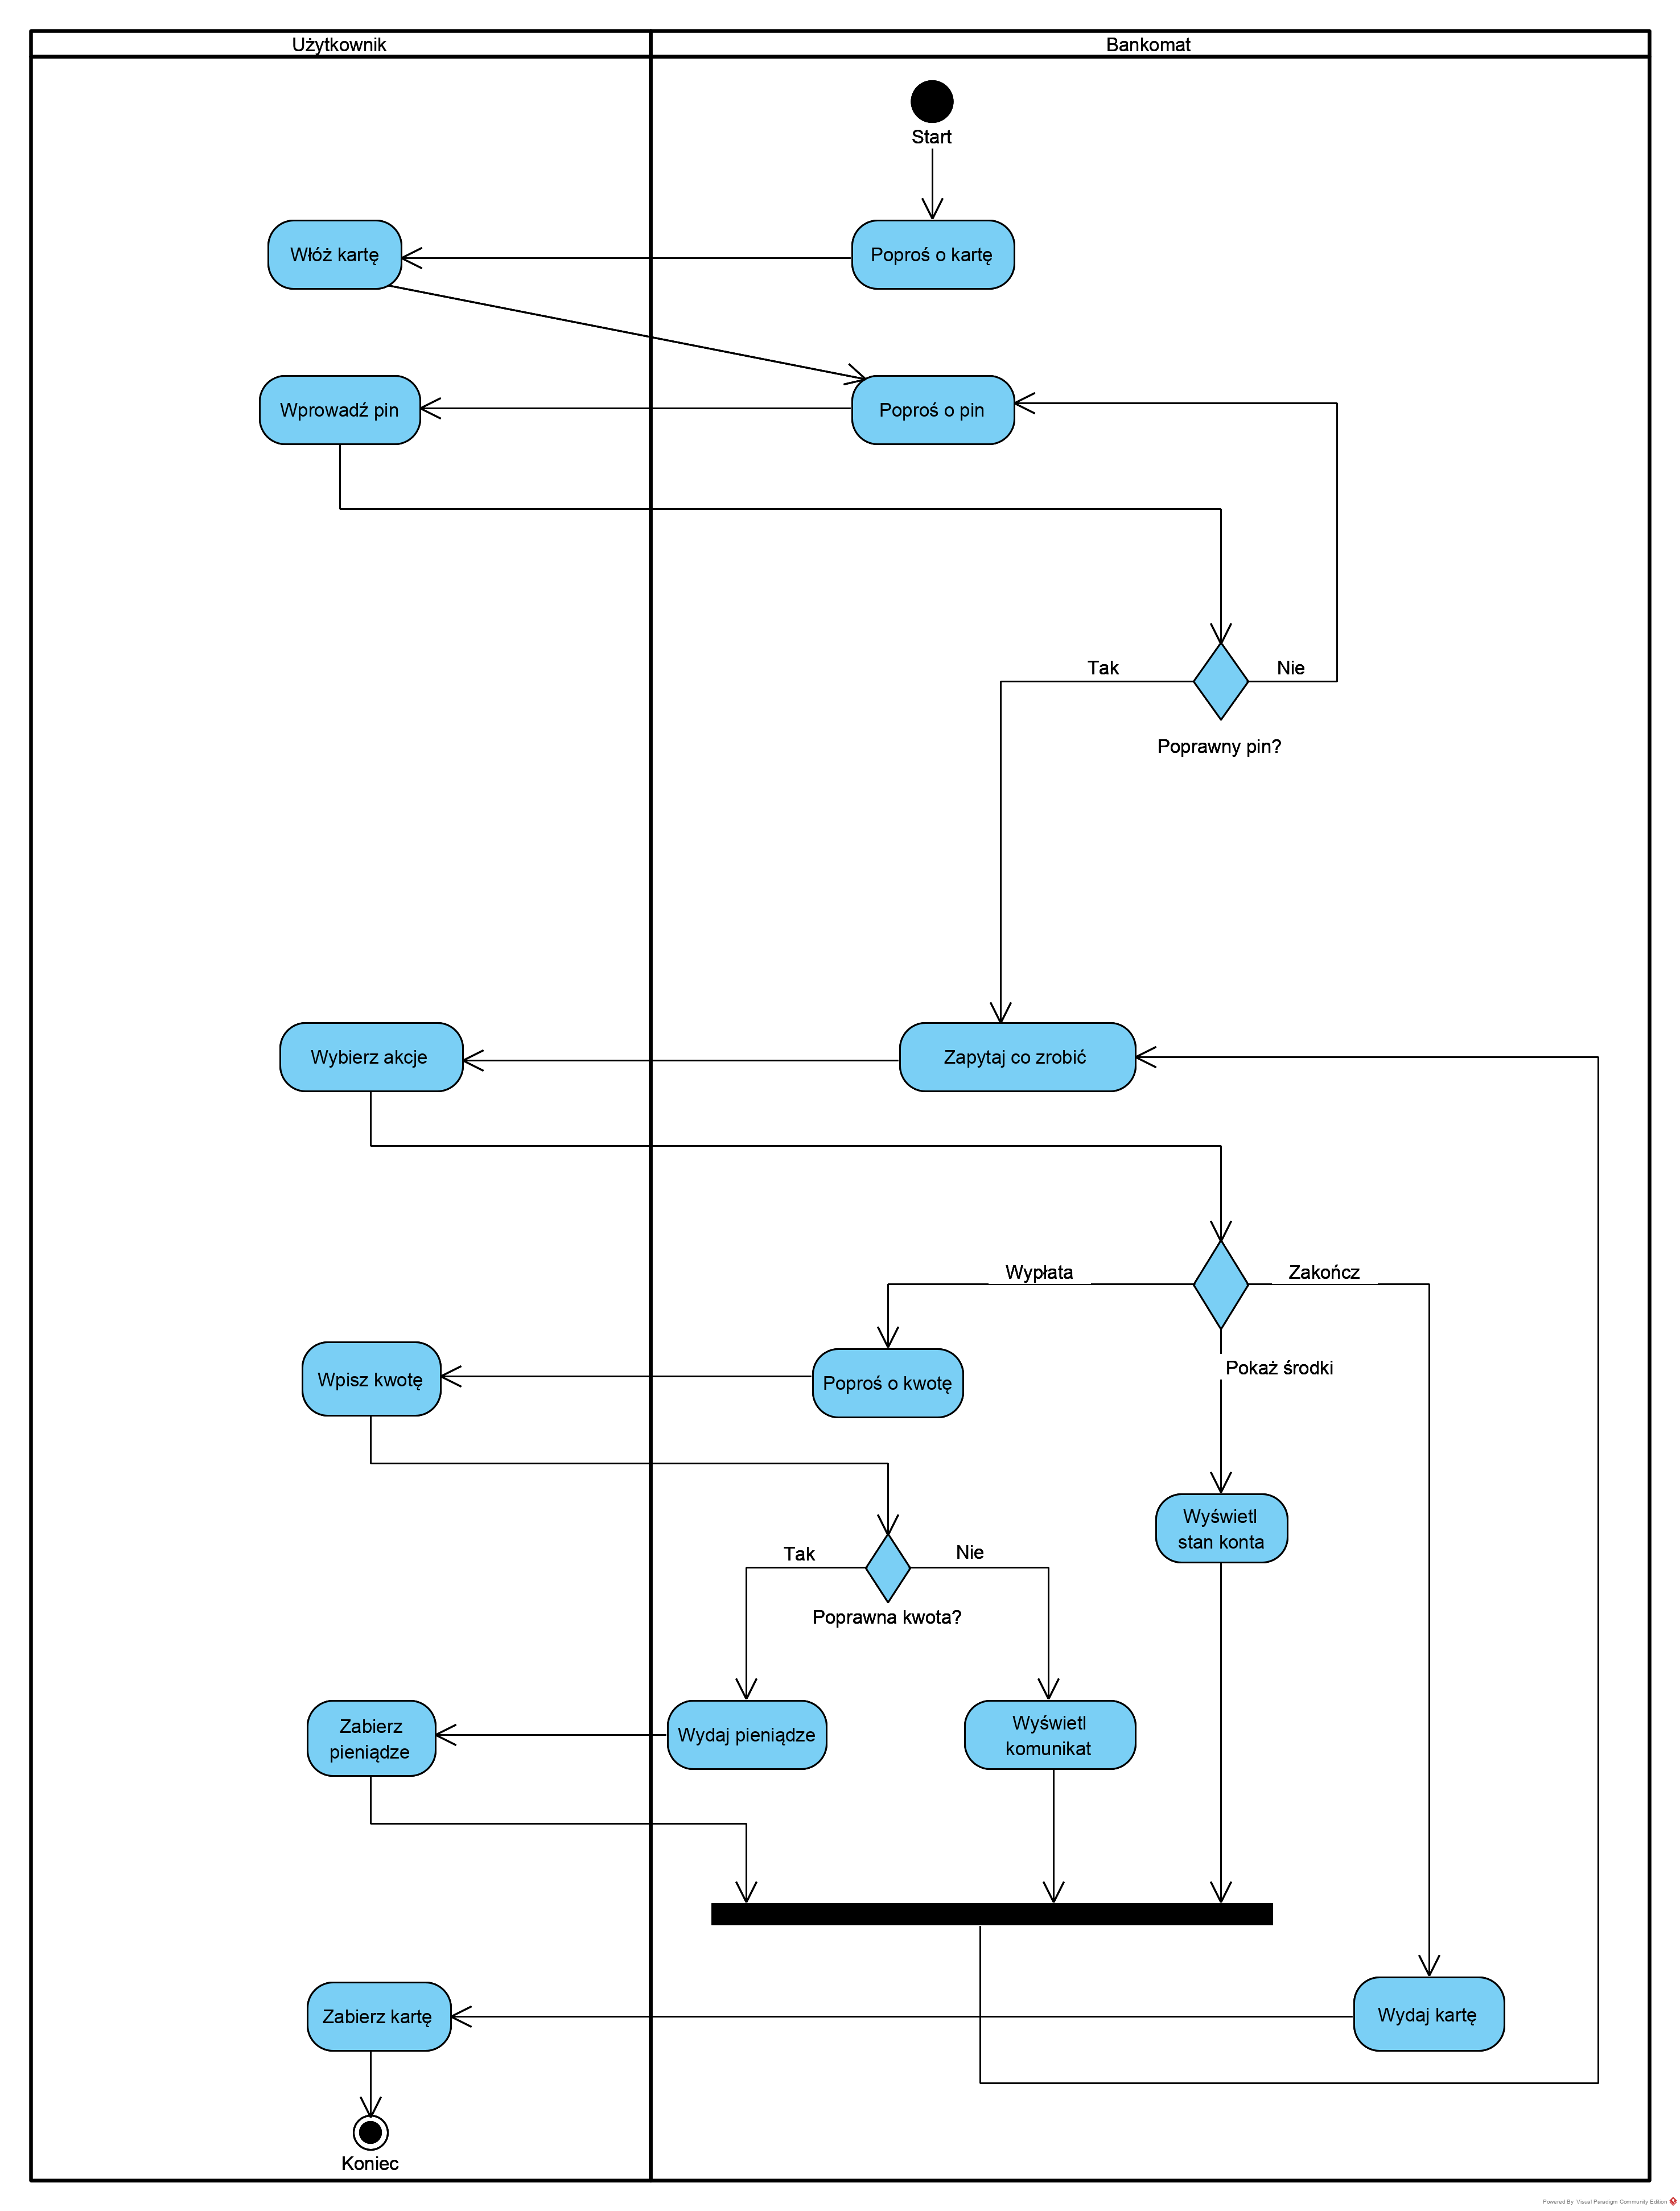 Użytkownik
Bankomat
Start
Włóż kartę
Poproś o kartę
Wprowadź pin
Poproś o pin
Tak
Nie
Poprawny pin?
Wybierz akcje
Zapytaj co zrobić
Wypłata
Zakończ
Pokaż środki
Wpisz kwotę
Poproś o kwotę
Wyświetl
stan konta
Tak
Nie
Poprawna kwota?
Zabierz
pieniądze
Wydaj pieniądze
Wyświetl
komunikat
Zabierz kartę
Wydaj kartę
Koniec
Powered By Visual Paradigm Community Edition